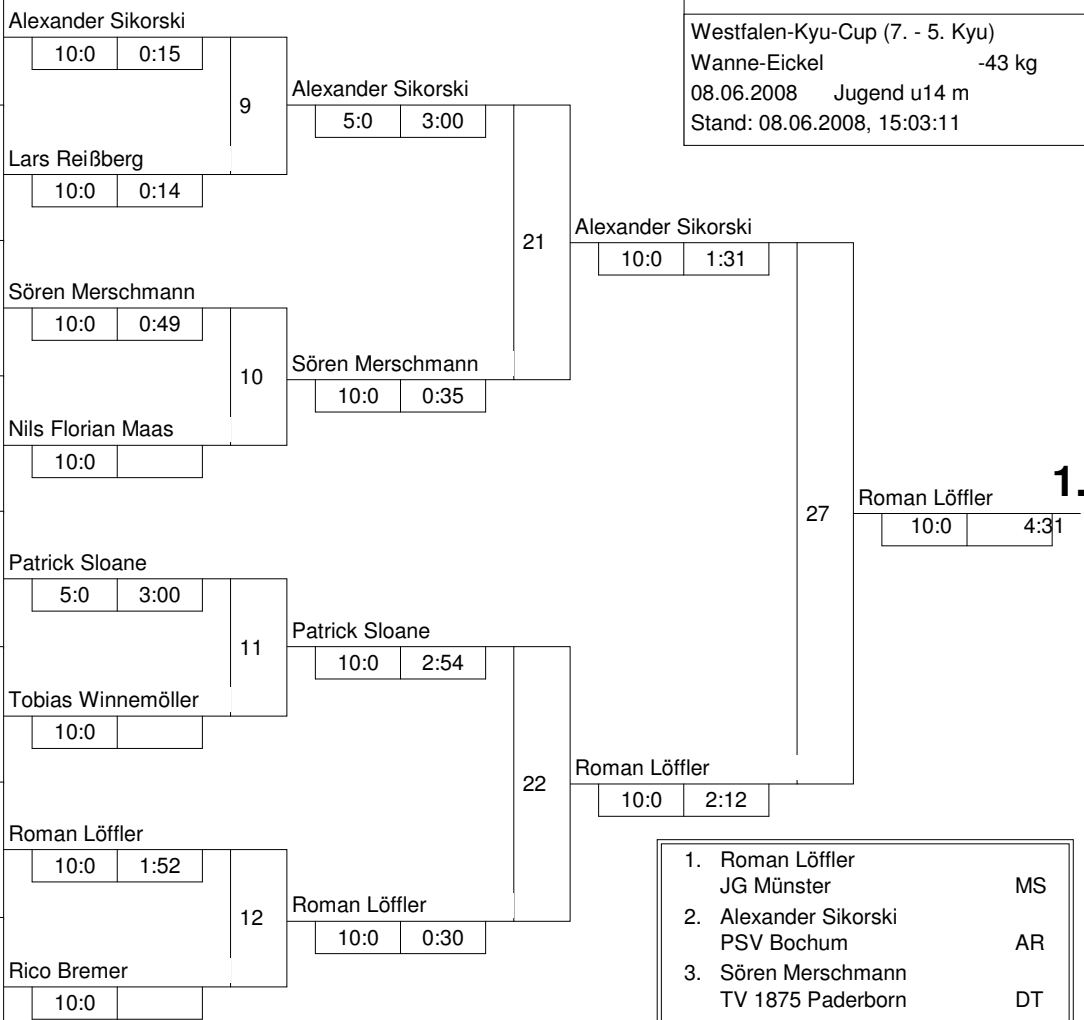 Westfalen-Kyu-Cup (7. - 5. Kyu)
Wanne-Eickel -43 kg
08.06.2008 Jugend u14 m
Stand: 08.06.2008, 15:03:11
Alexander Sikorski
10:0 0:15
9
Lars Reißberg
10:0 0:14
Sören Merschmann
10:0 0:49
10
Nils Florian Maas
10:0
Patrick Sloane
5:0 3:00
11
Tobias Winnemöller
10:0
Roman Löffler
10:0 1:52
12
Rico Bremer
10:0
Alexander Sikorski
5:0 3:00
21
Sören Merschmann
10:0 0:35
Patrick Sloane
10:0 2:54
22
Roman Löffler
10:0 0:30
Alexander Sikorski
10:0 1:31
27
Roman Löffler
10:0 2:12
Roman Löffler 1.
10:0 4:31
1. Roman Löffler
JG Münster MS
2. Alexander Sikorski
PSV Bochum AR
3. Sören Merschmann
TV 1875 Paderborn DT